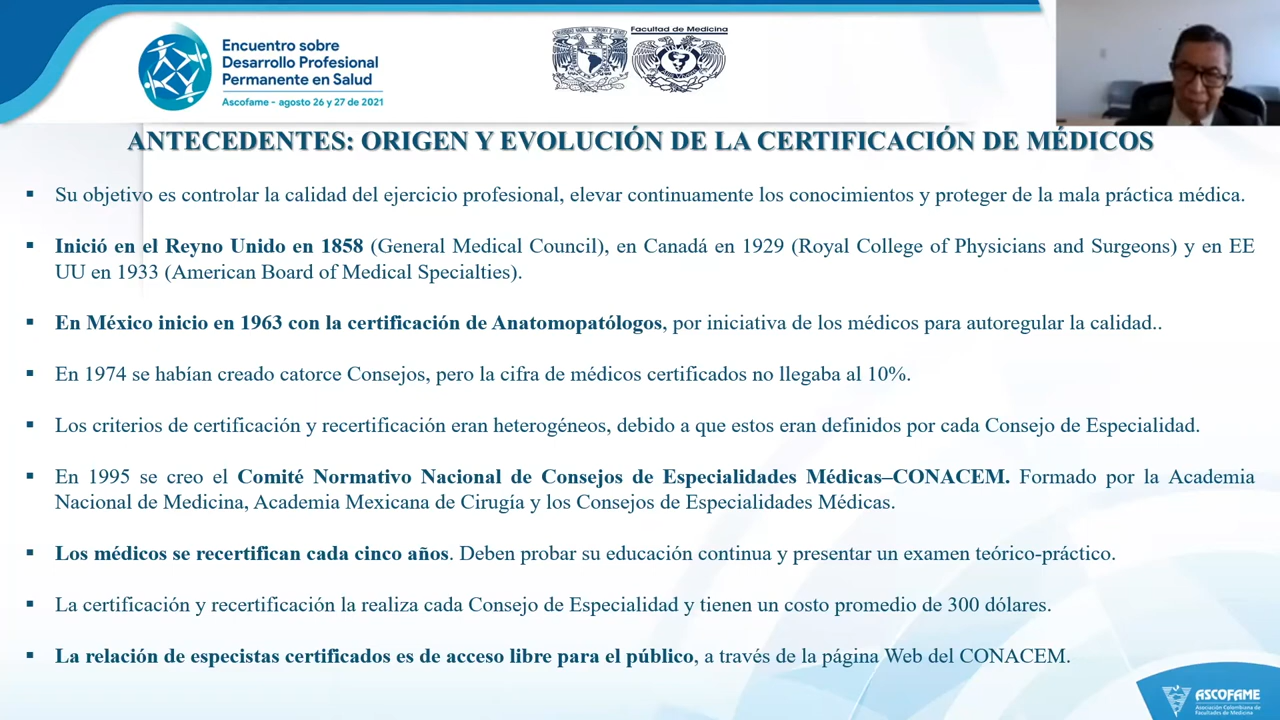 Encuentro sobre
Desarrollo Profesional
Permanente en Salud
Ascofame - agosto 26 y 27 de 2021
Facultad de Medicina
ANTECEDENTES: ORIGEN Y EVOLUCIÓN DE LA CERTIFICACIÓN DE MÉDICOS
▪ Su objetivo es controlar la calidad del ejercicio profesional, elevar continuamente los conocimientos y proteger de la mala práctica médica.
▪ Inició en el Reyno Unido en 1858 (General Medical Council), en Canadá en 1929 (Royal College of Physicians and Surgeons) y en EE
UU en 1933 (American Board of Medical Specialties).
▪ En México inicio en 1963 con la certificación de Anatomopatólogos, por iniciativa de los médicos para autoregular la calidad..
▪ En 1974 se habían creado catorce Consejos, pero la cifra de médicos certificados no llegaba al 10%.
▪ Los criterios de certificación y recertificación eran heterogéneos, debido a que estos eran definidos por cada Consejo de Especialidad.
▪ En 1995 se creo el Comité Normativo Nacional de Consejos de Especialidades Médicas–CONACEM. Formado por la Academia
Nacional de Medicina, Academia Mexicana de Cirugía y los Consejos de Especialidades Médicas.
▪ Los médicos se recertifican cada cinco años. Deben probar su educación continua y presentar un examen teórico-práctico.
▪ La certificación y recertificación la realiza cada Consejo de Especialidad y tienen un costo promedio de 300 dólares.
▪ La relación de especistas certificados es de acceso libre para el público, a través de la página Web del CONACEM.
ASCOFAME
Asociación Colombiana de
Facultades de Medicina